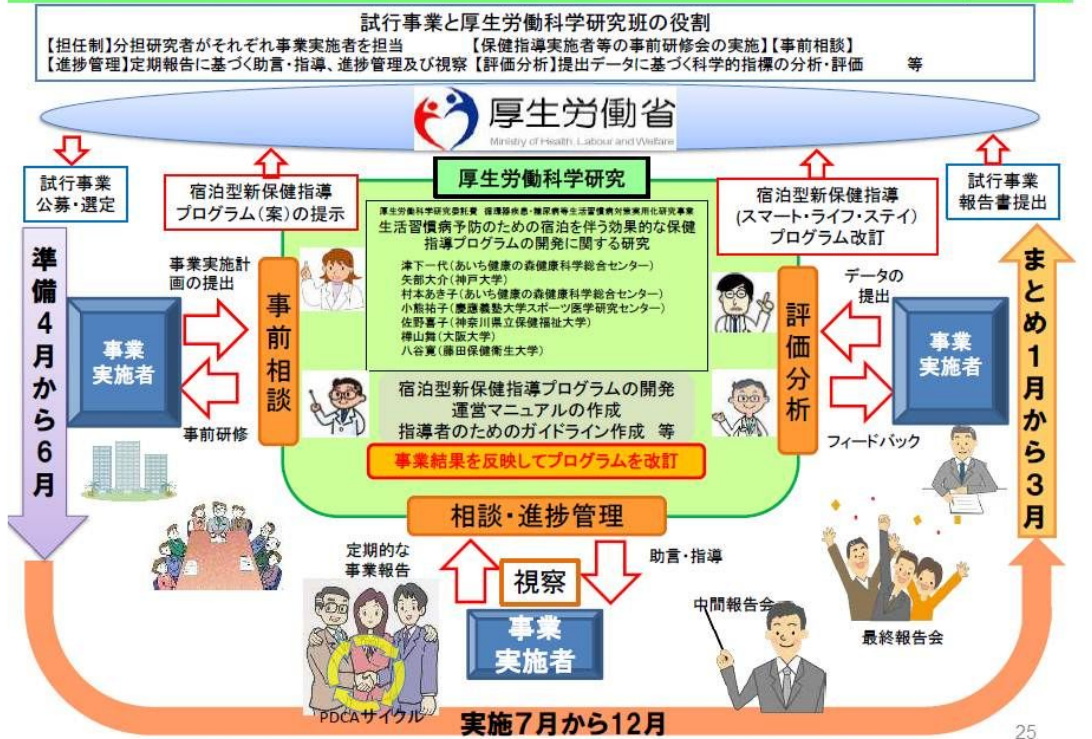 試行事業と厚生労働科学研究班の役割
【担任制】分担研究者がそれぞれ事業実施者を担当　【保健指導実施者等の事前研修会の実施】【事前相談】
【進捗管理】定期報告に基づく助言・指導、進捗管理及び視察【評価分析】提出データに基づく科学的指標の分析・評価　等
厚生労働省
Ministry of Health, Labour and Welfare
試行事業
公募・選定
宿泊型新保健指導
プログラム（案）の提示
厚生労働科学研究
宿泊型新保健指導
(スマート・ライフ・ステイ)
プログラム改訂
試行事業
報告書提出
厚生労働科学研究委託費 循環器疾患・糖尿病等生活習慣病対策実用化研究事業
生活習慣病予防のための宿泊を伴う効果的な保健
指導プログラムの開発に関する研究
津下一代(あいち健康の森健康科学総合センター)
矢部大介(神戸大学)
村本あき子(あいち健康の森健康科学総合センター)
小熊祐子(慶應義塾大学スポーツ医学研究センター)
佐野喜子(神奈川県立保健福祉大学)
樺山舞(大阪大学)
八谷寛(藤田保健衛生大学)
準備4月から6月
事業実施計
画の提出
事業
実施者
事前研修
事前相談
宿泊型新保健指導プログラムの開発
運営マニュアルの作成
指導者のためのガイドライン作成 等
事業結果を反映してプログラムを改訂
評価分析
データの
提出
事業
実施者
フィードバック
まとめ1月から3月
相談・進捗管理
定期的な
事業報告
視察
助言・指導
事業
実施者
PDCAサイクル
中間報告会
最終報告会
実施7月から12月
25